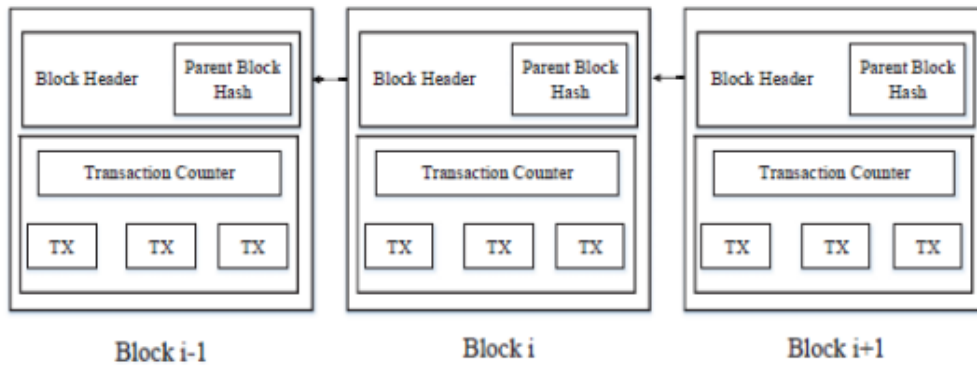 Block Header
Parent Block
Hash
Block Header
Parent Block
Hash
Block Header
Parent Block
Hash
Transaction Counter
Transaction Counter
Transaction Counter
TX TX TX
TX TX TX
TX TX TX
Block i-1
Block i
Block i+1